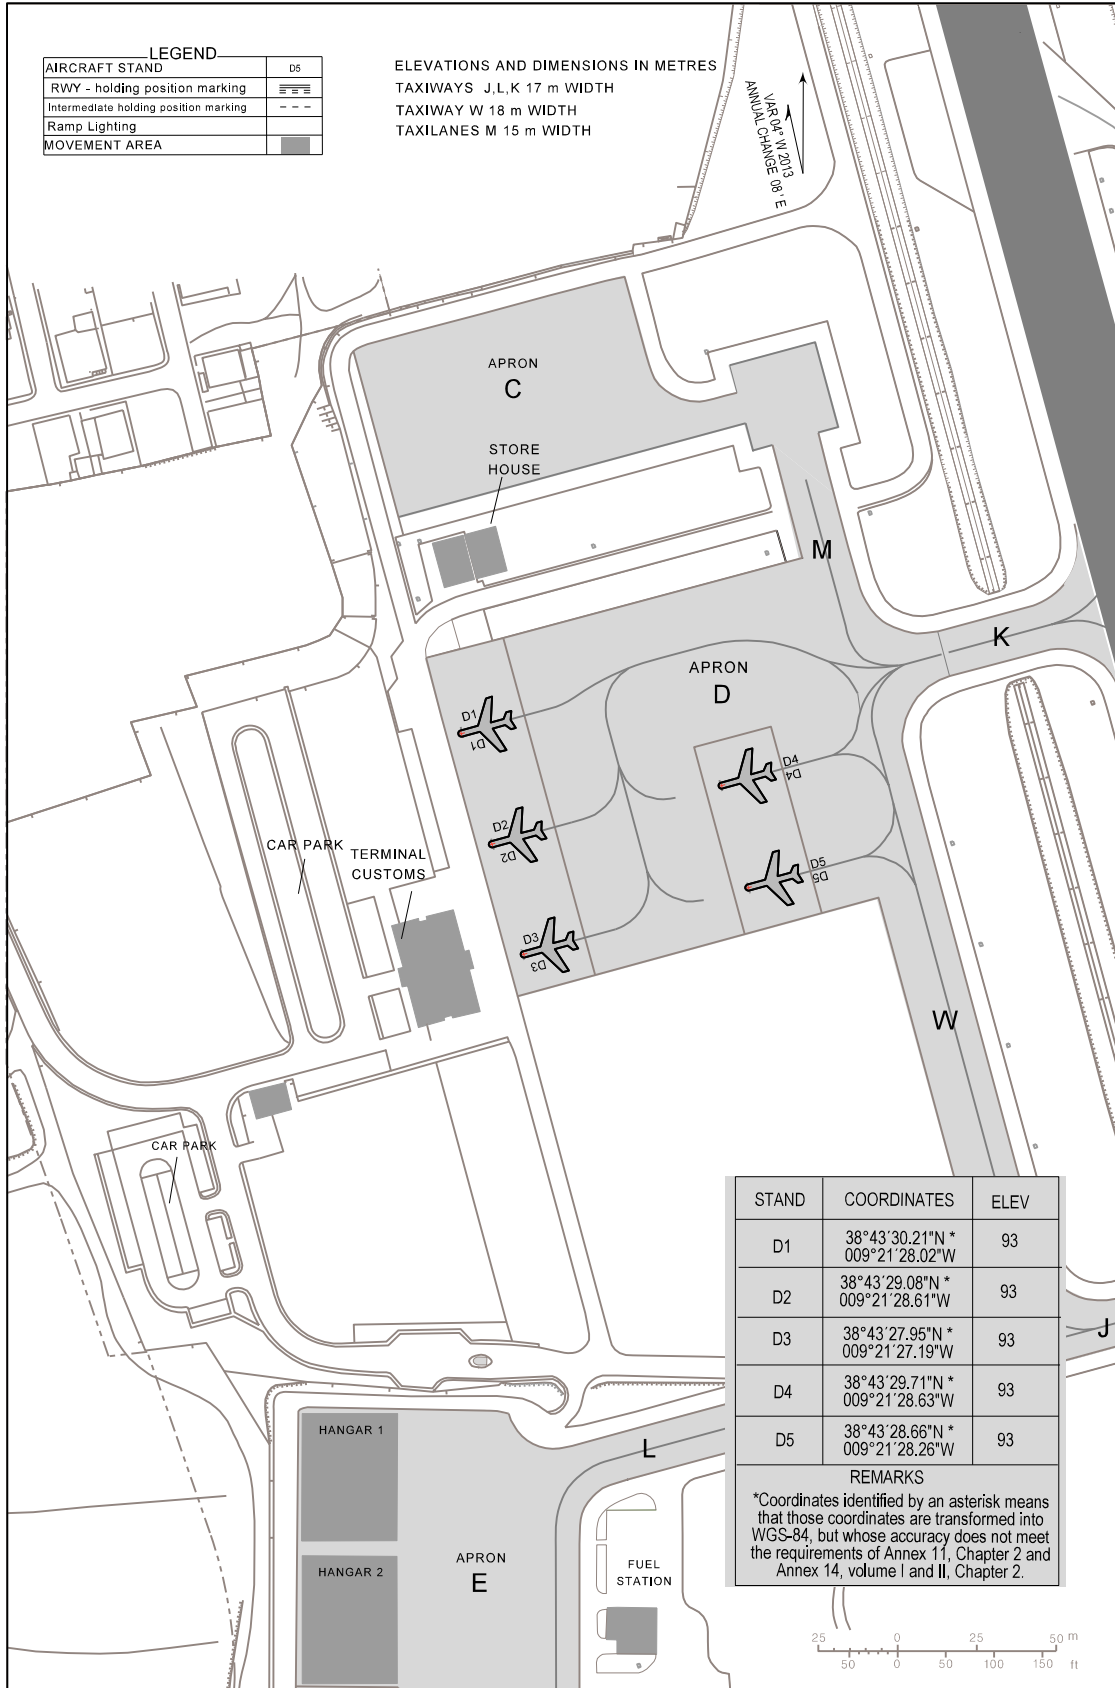 LEGEND
AIRCRAFT STAND D5
RWY - holding position marking
Intermediate holding position marking
Ramp Lighting
MOVEMENT AREA
ELEVATIONS AND DIMENSIONS IN METRES
TAXIWAYS J,L,K 17 m WIDTH
TAXIWAY W 18 m WIDTH
TAXILANES M 15 m WIDTH
VAR 04° W 2013
ANNUAL CHANGE 08' E
APRON
C
STORE
HOUSE
M
K
APRON
D
D1
D1
D4
D4
D2
D2
D5
D5
D3
D3
CAR PARK
TERMINAL
CUSTOMS
W
CAR PARK
J
HANGAR 1
L
HANGAR 2
APRON
E
FUEL
STATION
STAND COORDINATES ELEV
D1 38°43´30.21"N * 93
009°21´28.02"W
D2 38°43´29.08"N * 93
009°21´28.61"W
D3 38°43´27.95"N * 93
009°21´27.19"W
D4 38°43´29.71"N * 93
009°21´28.63"W
D5 38°43´28.66"N * 93
009°21´28.26"W
REMARKS
*Coordinates identified by an asterisk means
that those coordinates are transformed into
WGS-84, but whose accuracy does not meet
the requirements of Annex 11, Chapter 2 and
Annex 14, volume I and II, Chapter 2.
25 0 25 50 m
50 0 50 100 150 ft